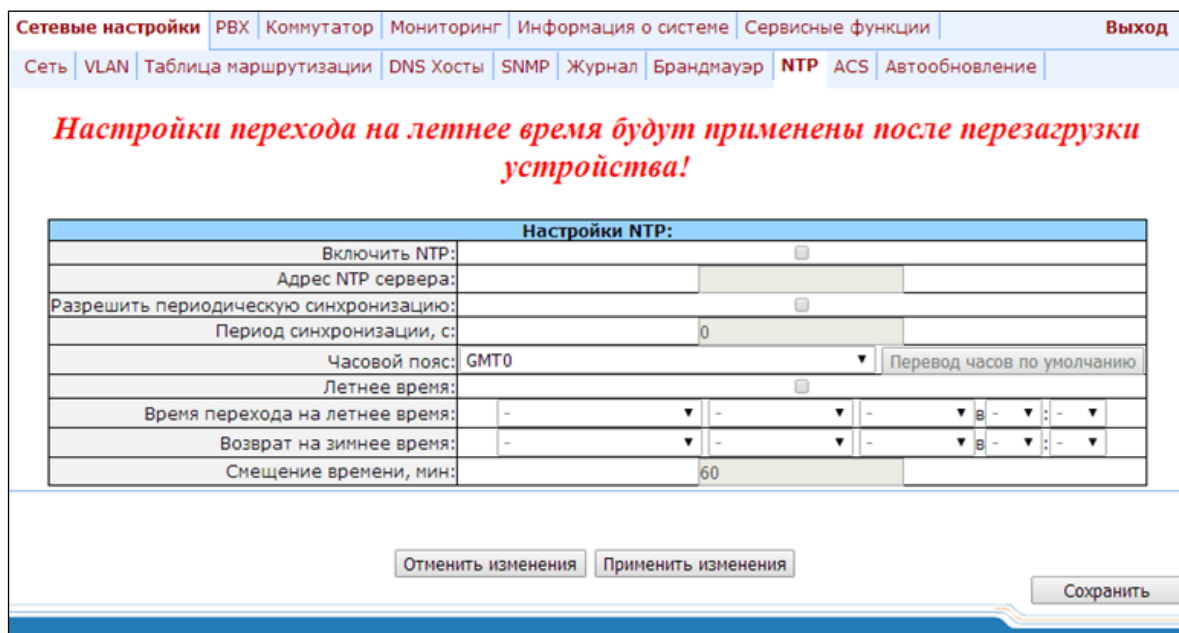 Сетевые настройки PBX Коммутатор Мониторинг Информация о системе Сервисные функции Выход
Сеть VLAN Таблица маршрутизации DNS Хосты SNMP Журнал Брандмауэр NTP ACS Автообновление
Настройки перехода на летнее время будут применены после перезагрузки
устройства!
Настройки NTP:
Включить NTP:
Адрес NTP сервера:
Разрешить периодическую синхронизацию:
Период синхронизации, с: 0
Часовой пояс: GMT0 Перевод часов по умолчанию
Летнее время:
Время перехода на летнее время: - - - в - : -
Возврат на зимнее время: - - - в - : -
Смещение времени, мин: 60
Отменить изменения Применить изменения
Сохранить